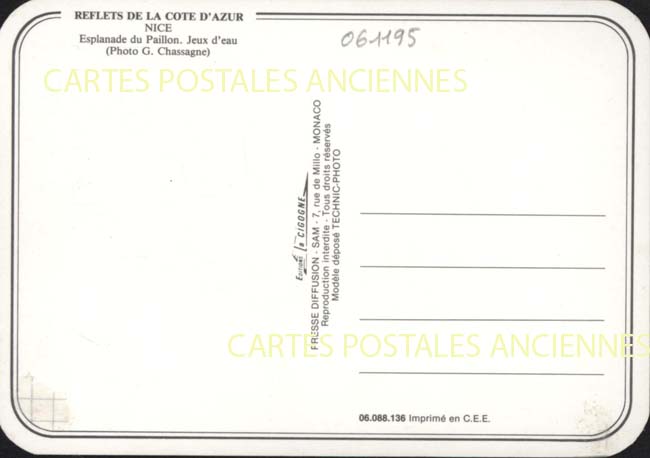 REFLETS DE LA COTE D'AZUR
NICE
Esplanade du Paillon. Jeux d'eau
(Photo G. Chassagne)
061195
CARTES POSTALES ANCIENNES
Editions la CIGOGNE
FRESSE DIFFUSION - SAM - 7, rue de Millo - MONACO
Reproduction interdite - Tous droits réservés
Modèle déposé TECHNIC-PHOTO
CARTES POSTALES ANCIENNES
06.088.136 Imprimé en C.E.E.